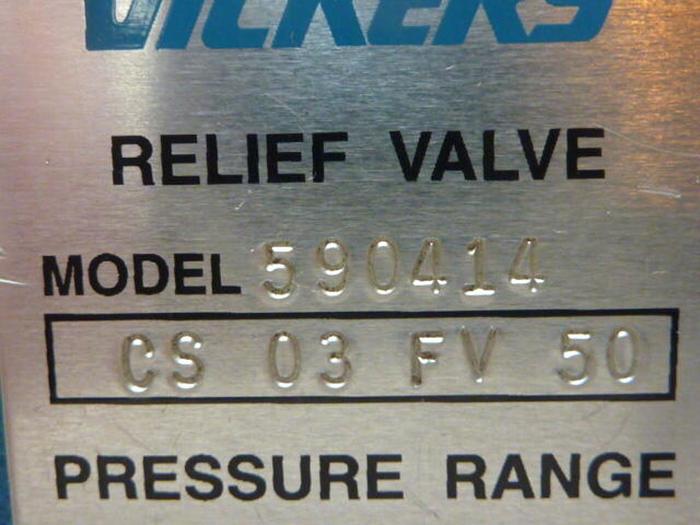 VICKERS
RELIEF VALVE
MODEL 590414
CS 03 FV 50
PRESSURE RANGE